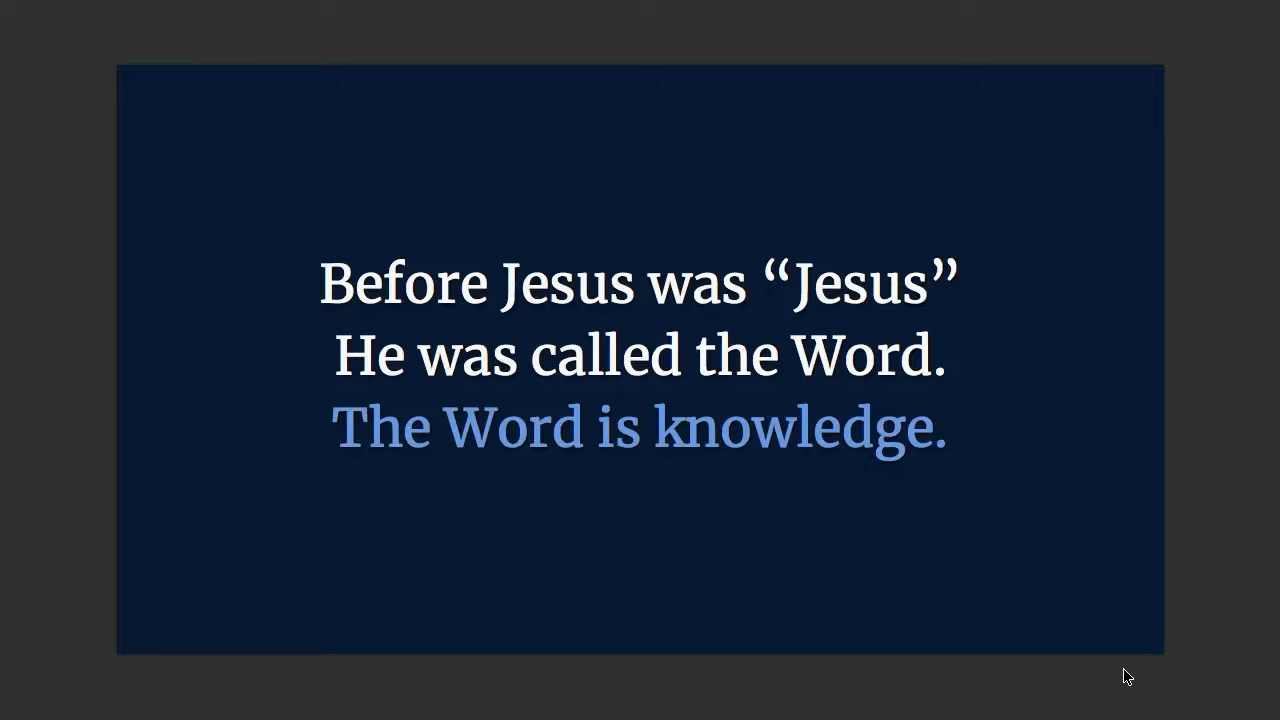 Before Jesus was “Jesus”
He was called the Word.
The Word is knowledge.